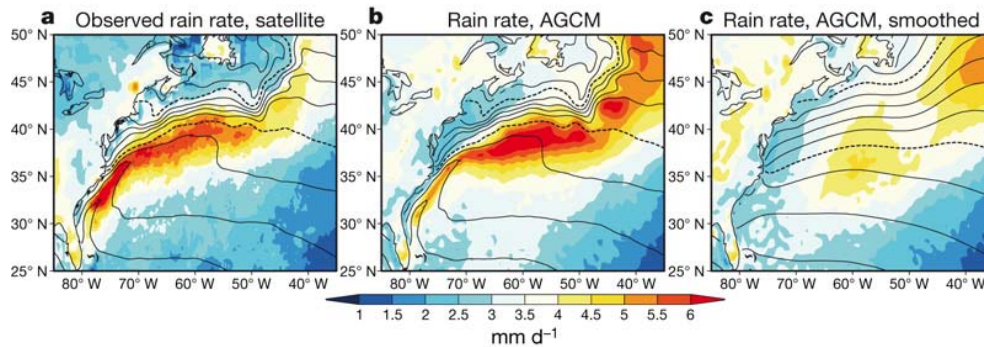 a Observed rain rate, satellite
b Rain rate, AGCM
c Rain rate, AGCM, smoothed
50° N
45° N
40° N
35° N
30° N
25° N
80° W 70° W 60° W 50° W 40° W
50° N
45° N
40° N
35° N
30° N
25° N
80° W 70° W 60° W 50° W 40° W
50° N
45° N
40° N
35° N
30° N
25° N
80° W 70° W 60° W 50° W 40° W
1 1.5 2 2.5 3 3.5 4 4.5 5 5.5 6
mm d⁻¹